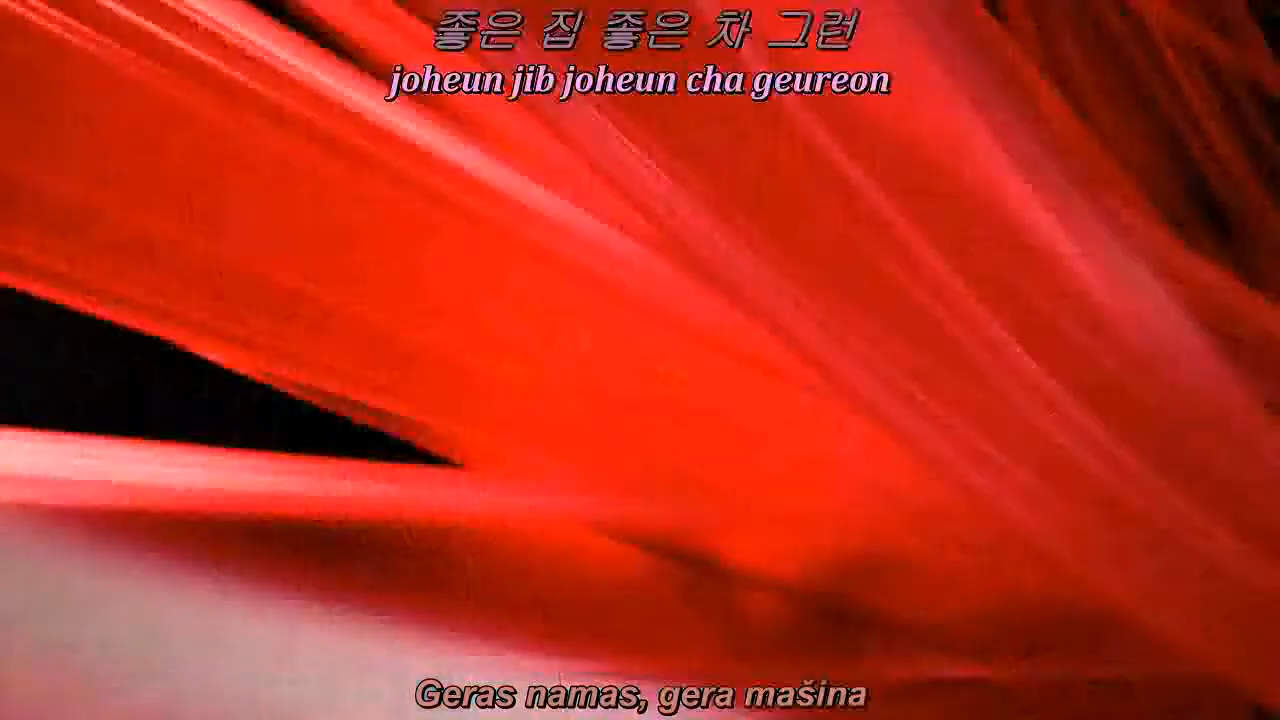 좋은 집 좋은 차 그런
joheun jib joheun cha geureon
Geras namas, gera mašina